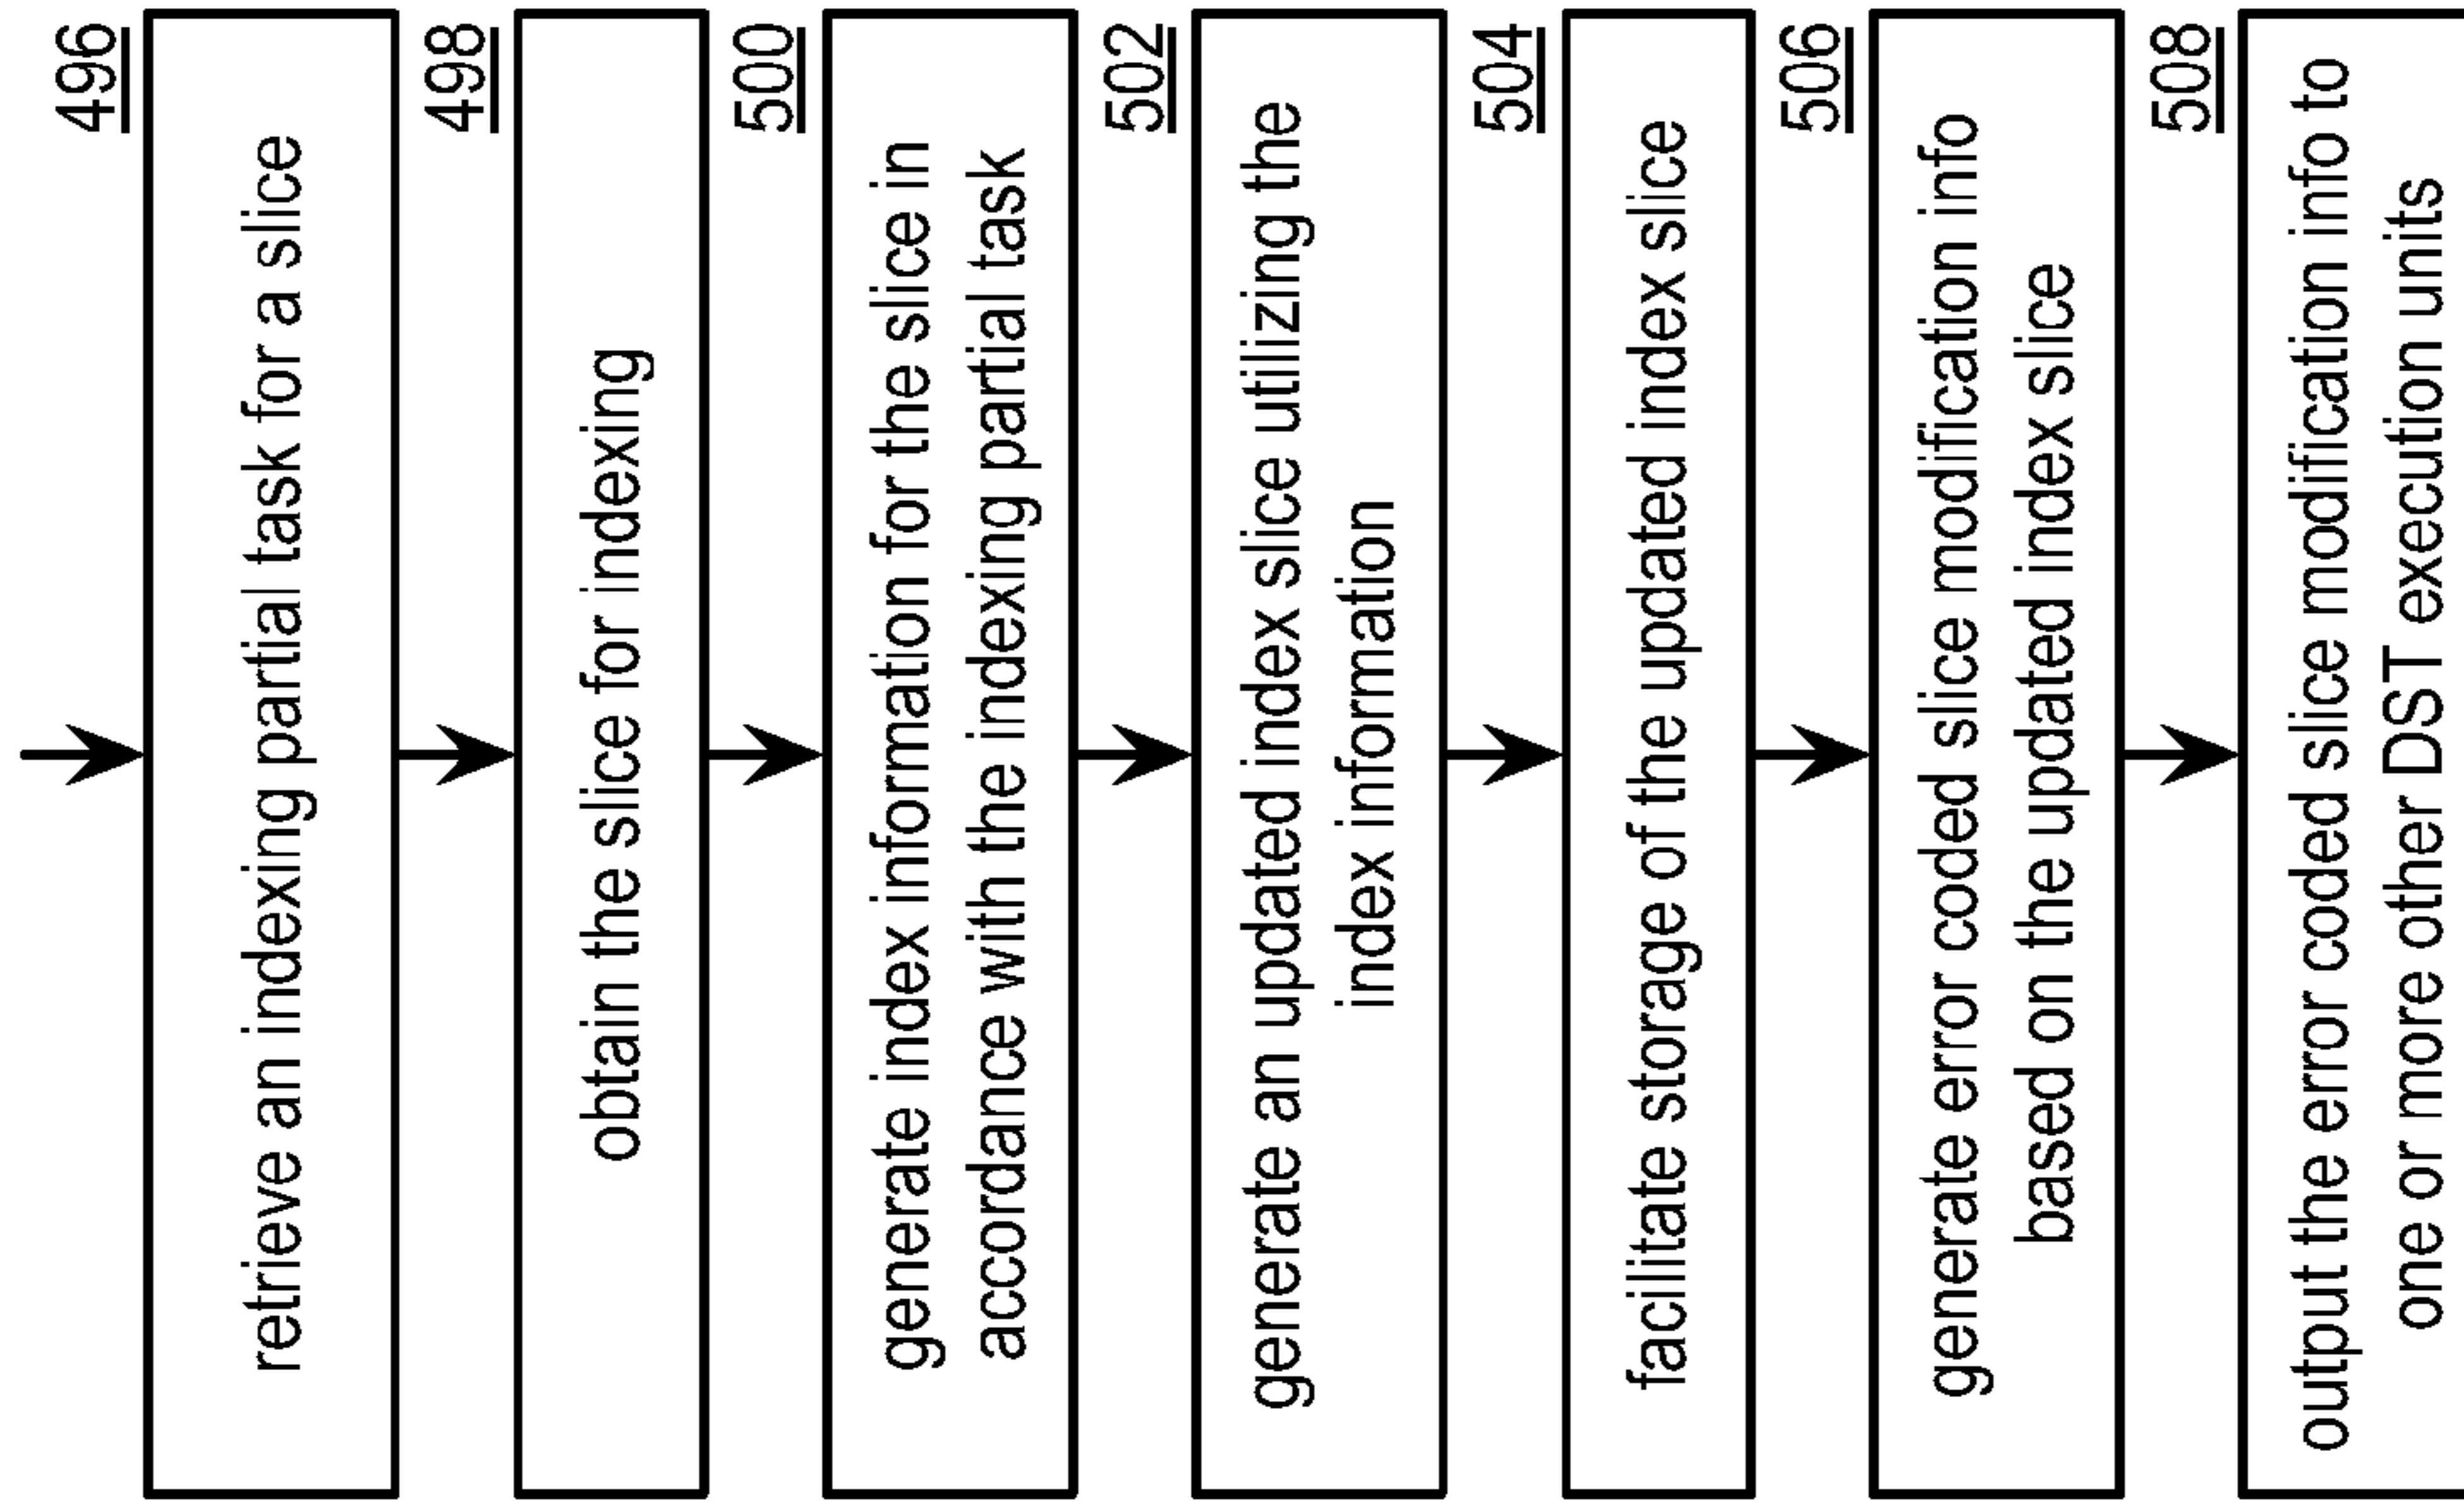 496
retrieve an indexing partial task for a slice
498
obtain the slice for indexing
500
generate index information for the slice in
accordance with the indexing partial task
502
generate an updated index slice utilizing the
index information
504
facilitate storage of the updated index slice
506
generate error coded slice modification info
based on the updated index slice
508
output the error coded slice modification info to
one or more other DST execution units